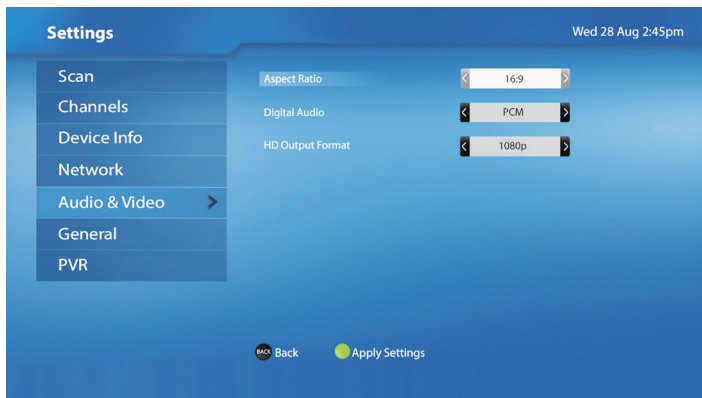 Settings
Wed 28 Aug 2:45pm
Scan
Channels
Device Info
Network
Audio & Video
General
PVR
Aspect Ratio
16:9
Digital Audio
PCM
HD Output Format
1080p
BACK Back
Apply Settings